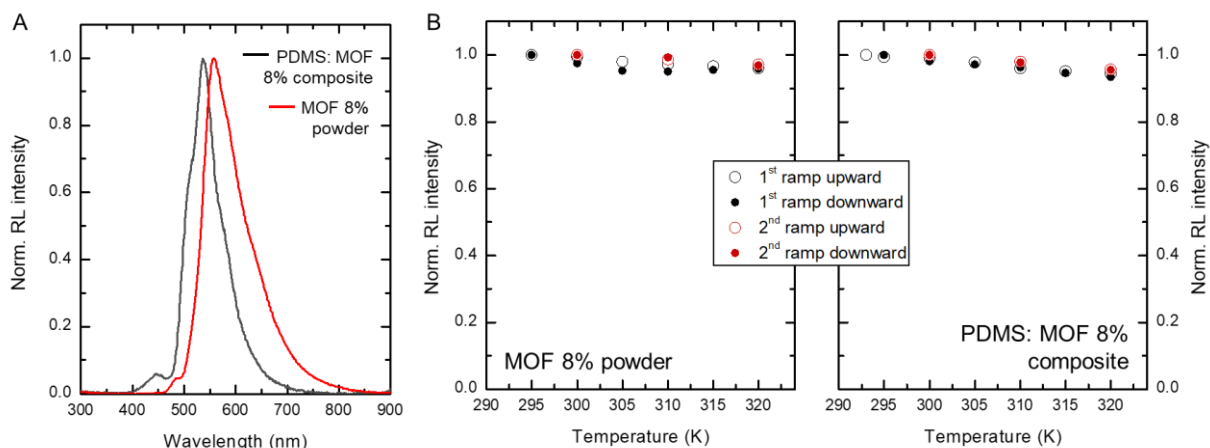 A
1.0
0.8
0.6
0.4
0.2
0.0
Norm. RL intensity
PDMS: MOF
8% composite
MOF 8%
powder
300 400 500 600 700 800 900
Wavelength (nm)
B
1.0
0.8
0.6
0.4
0.2
0.0
Norm. RL intensity
MOF 8% powder
290 295 300 305 310 315 320
Temperature (K)
1st ramp upward
1st ramp downward
2nd ramp upward
2nd ramp downward
PDMS: MOF 8%
composite
290 295 300 305 310 315 320
Temperature (K)
1.0
0.8
0.6
0.4
0.2
0.0
Norm. RL intensity